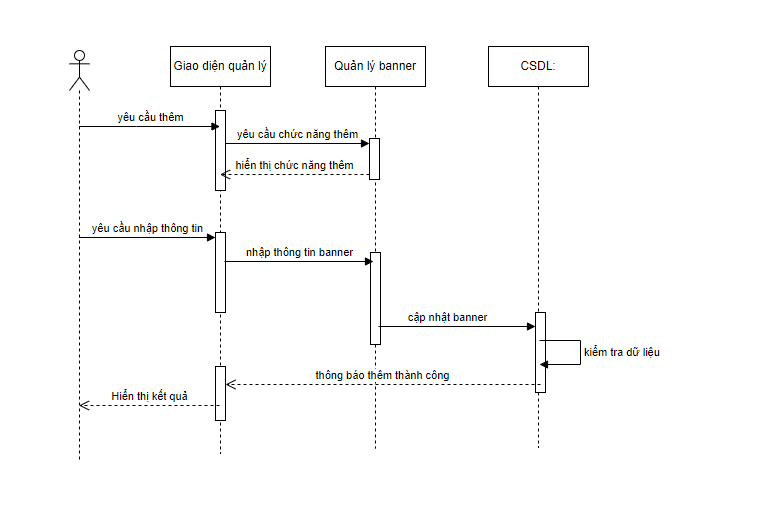 Giao diện quản lý
Quản lý banner
CSDL:
yêu cầu thêm
yêu cầu chức năng thêm
hiển thị chức năng thêm
yêu cầu nhập thông tin
nhập thông tin banner
cập nhật banner
kiểm tra dữ liệu
thông báo thêm thành công
Hiển thị kết quả